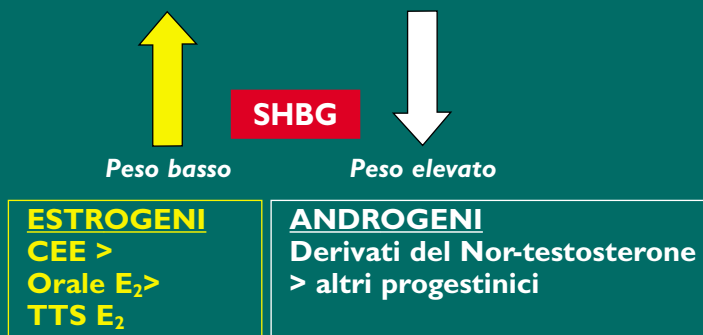 SHBG
Peso basso
Peso elevato
ESTROGENI
CEE >
Orale E₂>
TTS E₂
ANDROGENI
Derivati del Nor-testosterone
> altri progestinici